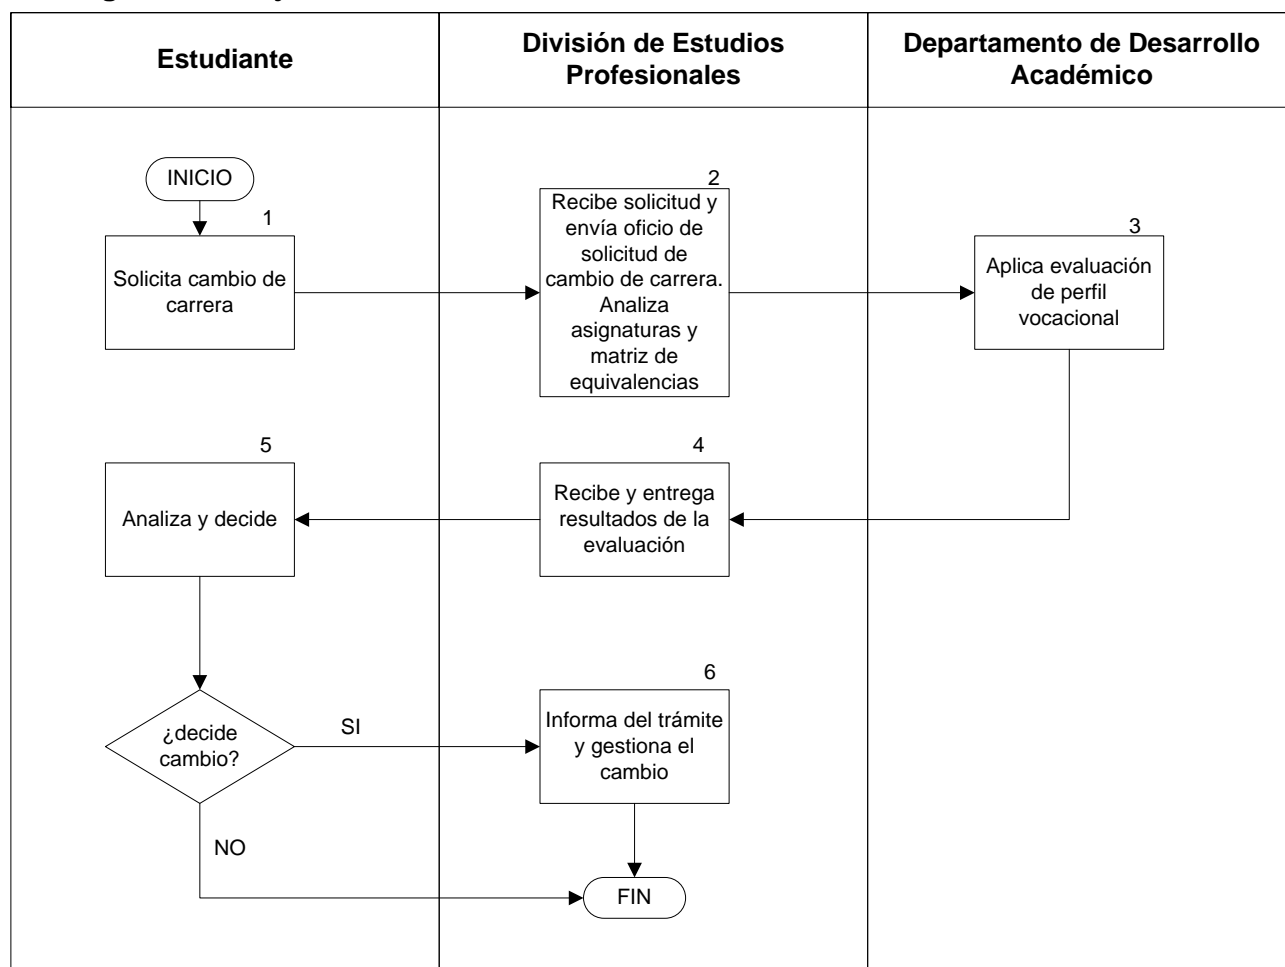 Estudiante
División de Estudios
Profesionales
Departamento de Desarrollo
Académico
INICIO
1
Solicita cambio de
carrera
2
Recibe solicitud y
envía oficio de
solicitud de
cambio de carrera.
Analiza
asignaturas y
matriz de
equivalencias
3
Aplica evaluación
de perfil
vocacional
5
Analiza y decide
4
Recibe y entrega
resultados de la
evaluación
¿decide
cambio?
SI
NO
6
Informa del trámite
y gestiona el
cambio
FIN